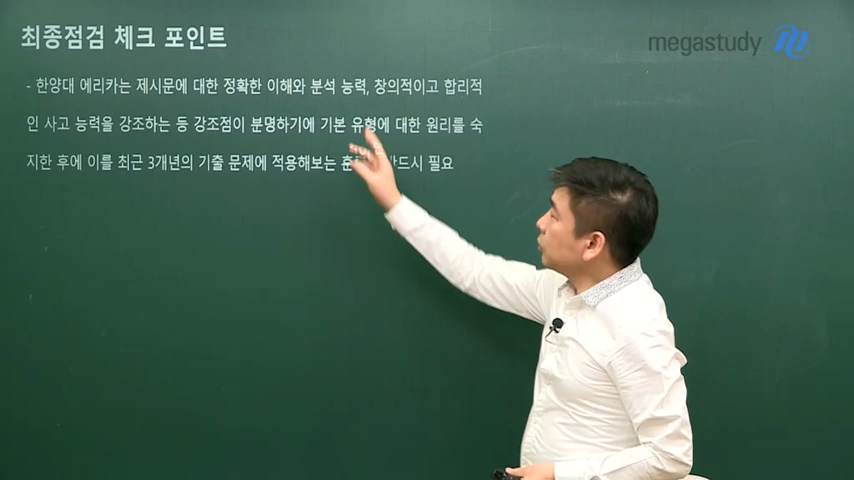 최종점검 체크 포인트
megastudy
- 한양대 에리카는 제시문에 대한 정확한 이해와 분석 능력, 창의적이고 합리적
인 사고 능력을 강조하는 등 강조점이 분명하기에 기본 유형에 대한 원리를 숙
지한 후에 이를 최근 3개년의 기출 문제에 적용해보는 필요